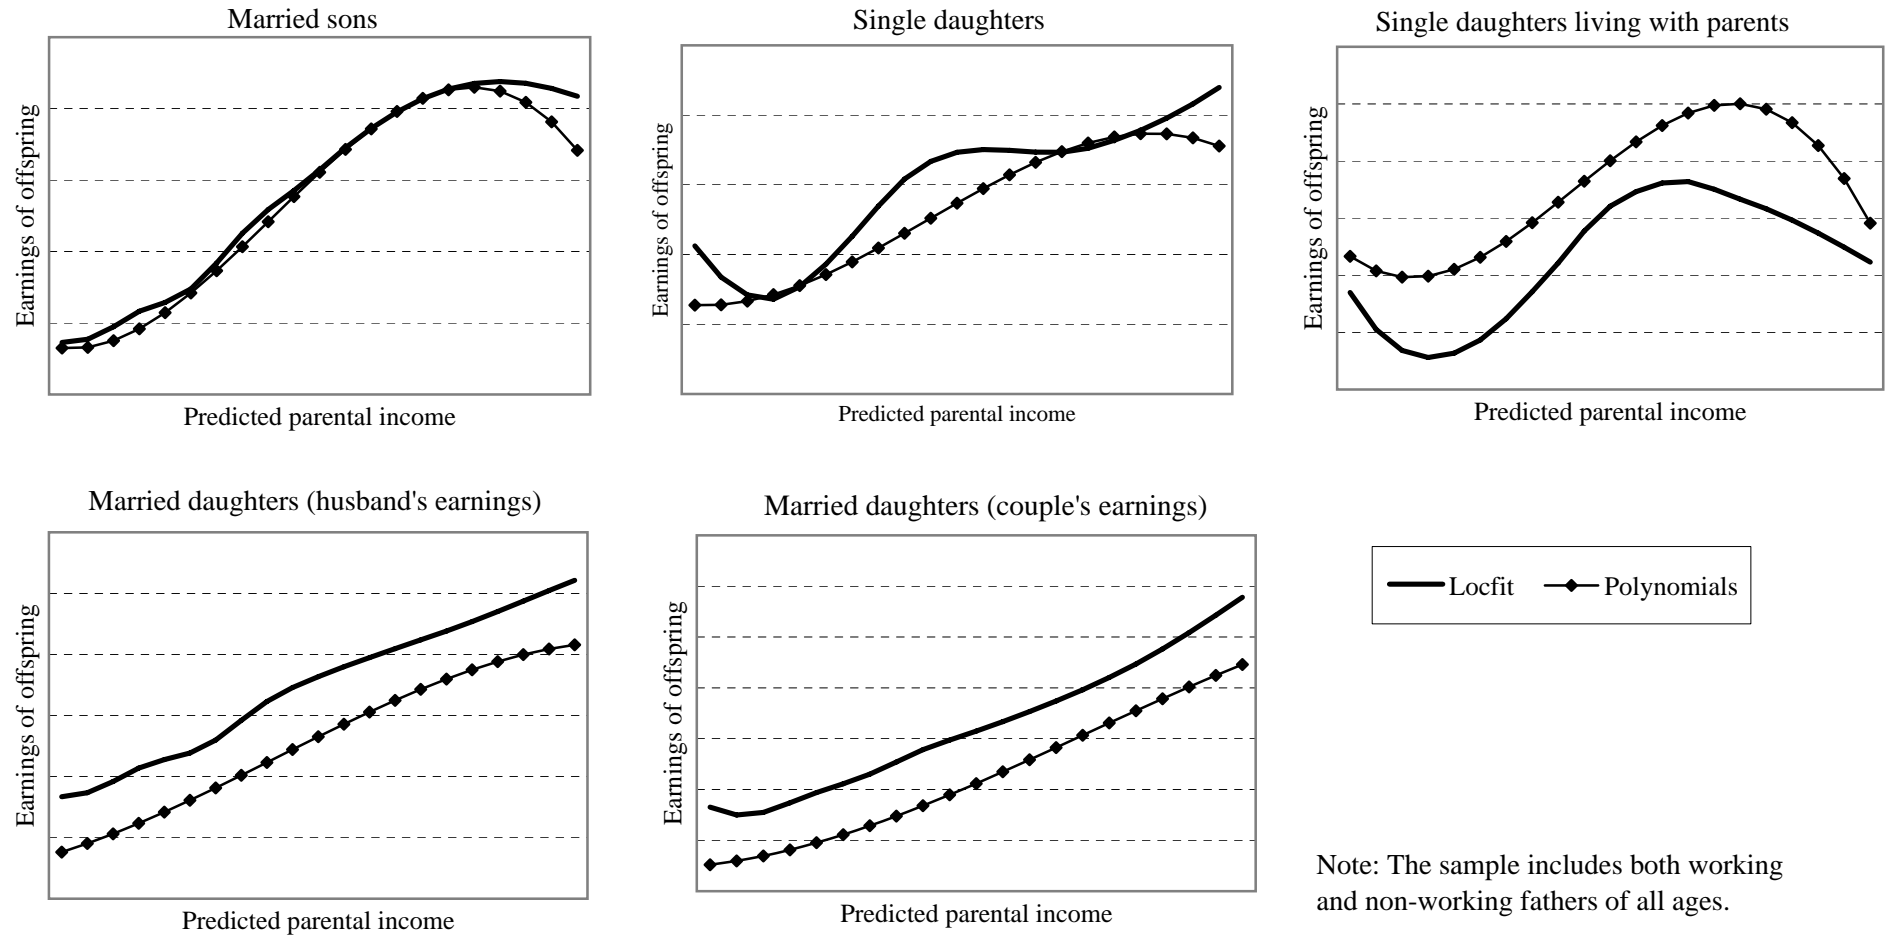 Married sons
Single daughters
Single daughters living with parents
Earnings of offspring
Earnings of offspring
Earnings of offspring
Predicted parental income
Predicted parental income
Predicted parental income
Married daughters (husband's earnings)
Married daughters (couple's earnings)
Earnings of offspring
Earnings of offspring
Locfit
Polynomials
Predicted parental income
Predicted parental income
Note: The sample includes both working
and non-working fathers of all ages.